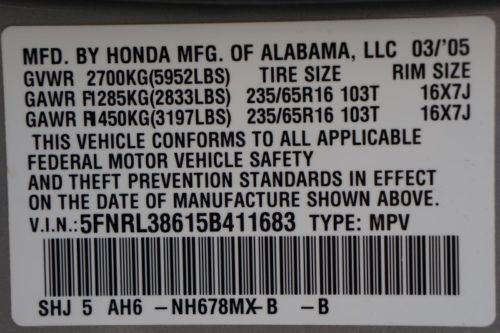 MFD. BY HONDA MFG. OF ALABAMA, LLC 03/'05
GVWR 2700KG(5952LBS) TIRE SIZE RIM SIZE
GAWR F1285KG(2833LBS) 235/65R16 103T 16X7J
GAWR R1450KG(3197LBS) 235/65R16 103T 16X7J
THIS VEHICLE CONFORMS TO ALL APPLICABLE
FEDERAL MOTOR VEHICLE SAFETY
AND THEFT PREVENTION STANDARDS IN EFFECT
ON THE DATE OF MANUFACTURE SHOWN ABOVE.
V.I.N.: 5FNRL38615B411683 TYPE: MPV
SHJ 5 AH6 -NH678MX-B -B